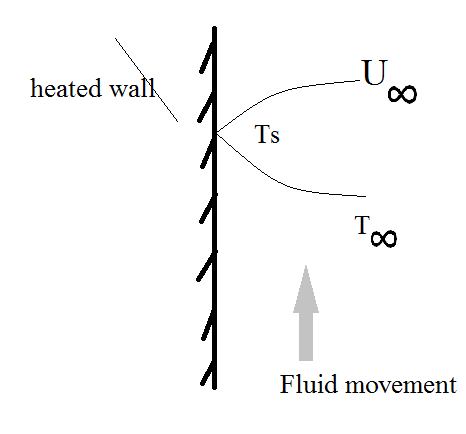 U∞
heated wall
Ts
T∞
Fluid movement